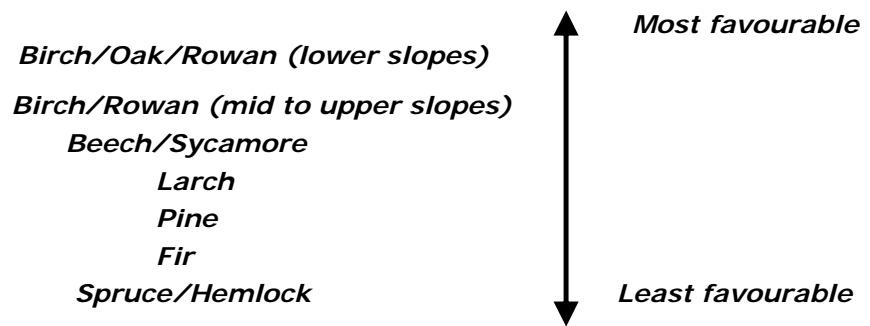 Most favourable
Birch/Oak/Rowan (lower slopes)
Birch/Rowan (mid to upper slopes)
Beech/Sycamore
Larch
Pine
Fir
Spruce/Hemlock
Least favourable